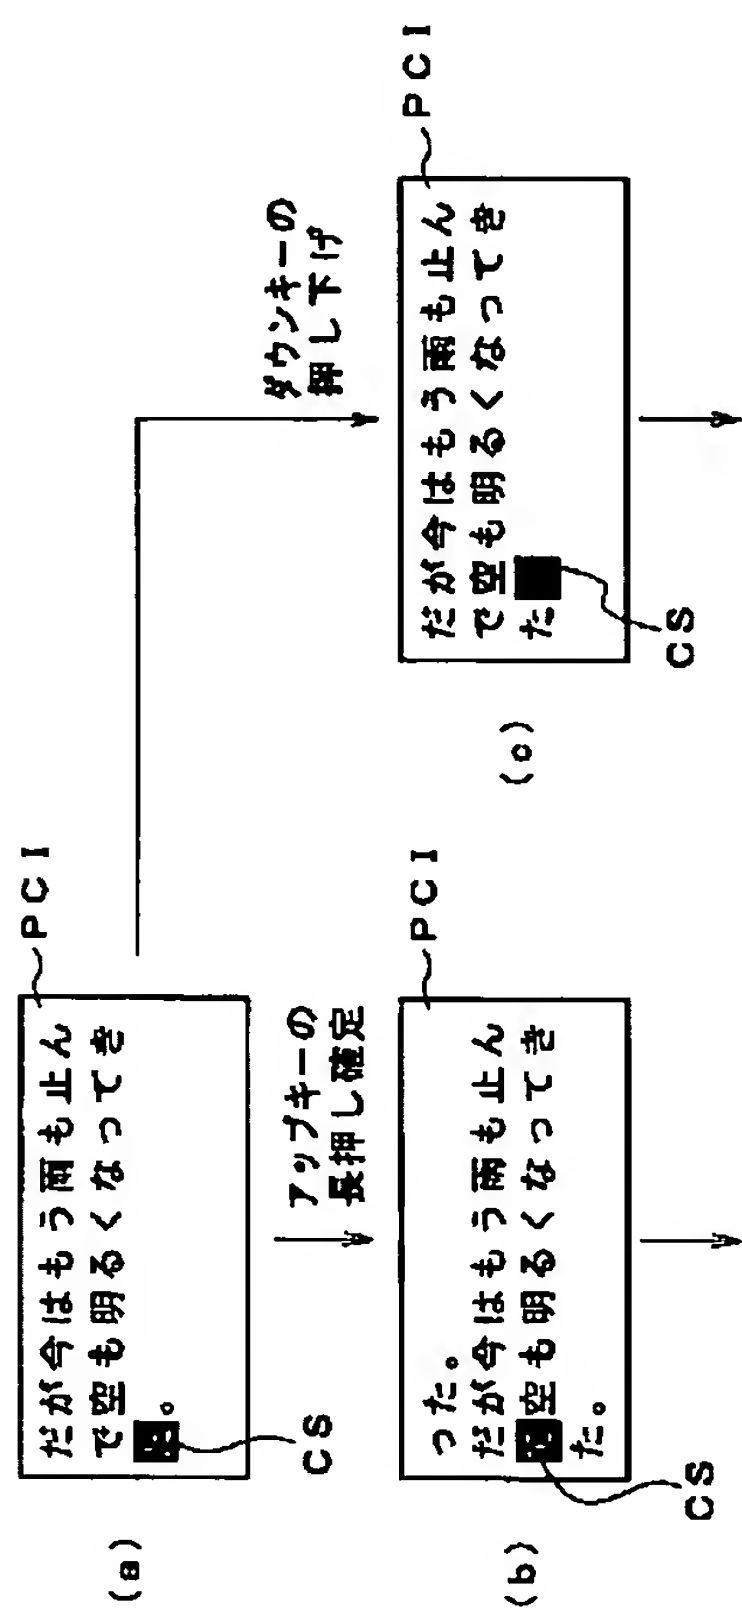 (a)
PCI
だが今はもう雨も止ん
で空も明るくなってき
た。
CS
アップキーの
長押し確定
ダウンキーの
押し下げ
(b)
PCI
った。
だが今はもう雨も止ん
で空も明るくなってき
た。
CS
(c)
PCI
だが今はもう雨も止ん
で空も明るくなってき
た
CS